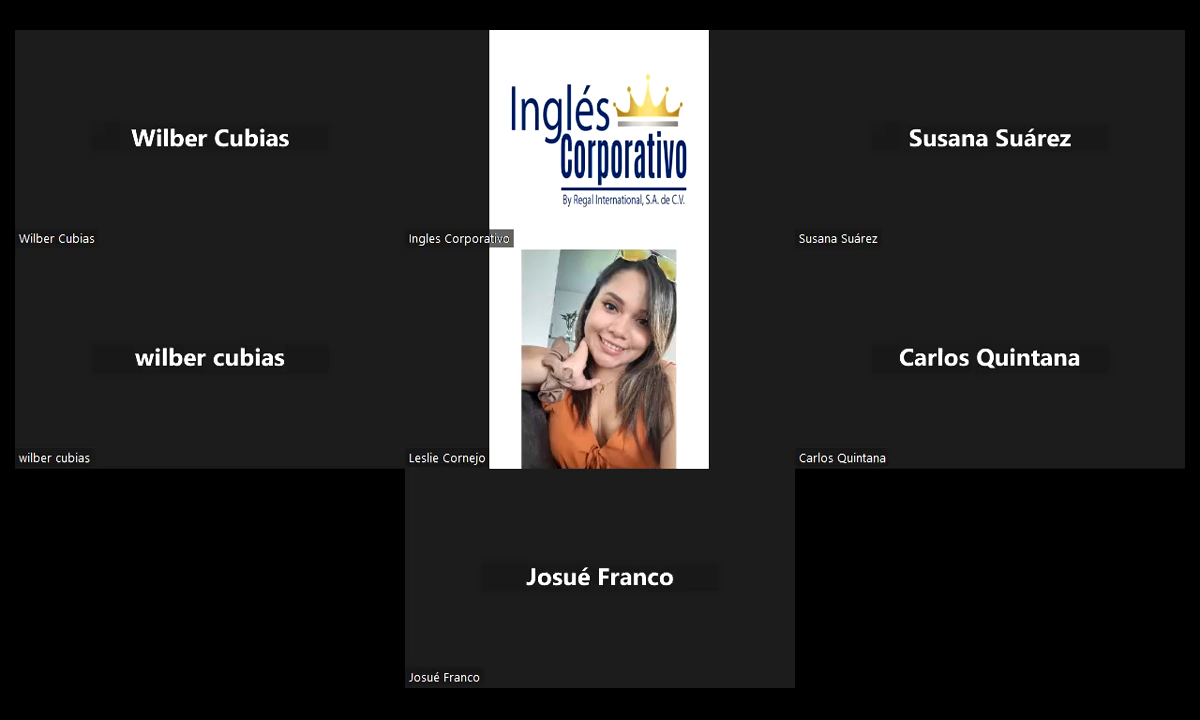 Wilber Cubias
Wilber Cubias
Inglés
Corporativo
By Regal International, S.A. de C.V.
Ingles Corporativo
Susana Suárez
Susana Suárez
wilber cubias
wilber cubias
Leslie Cornejo
Carlos Quintana
Carlos Quintana
Josué Franco
Josué Franco